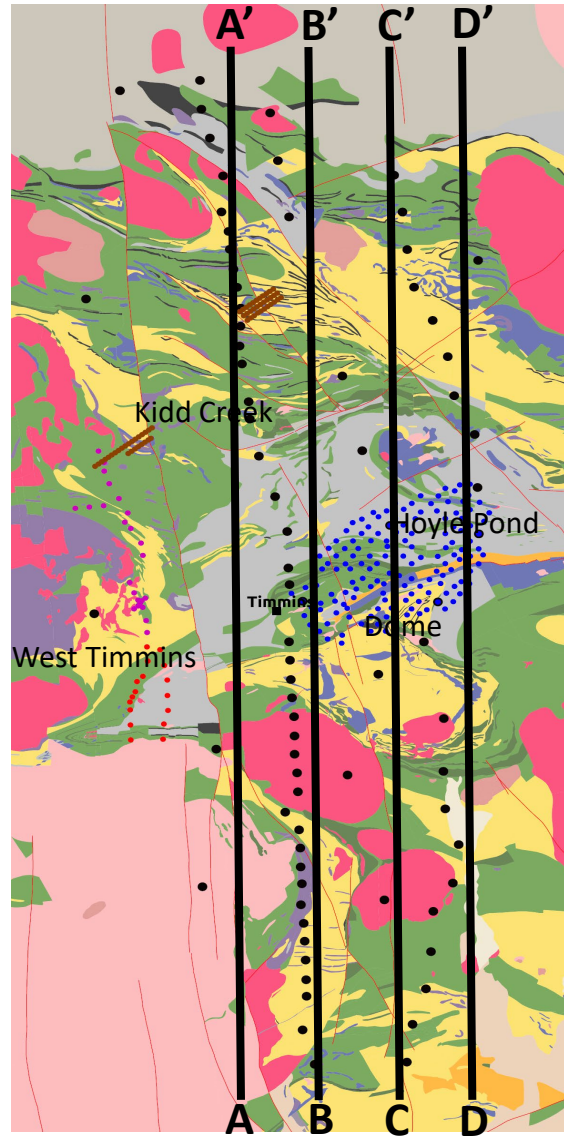 A’ B’ C’ D’
Kidd Creek
Hoyle Pond
Timmins
Dome
West Timmins
A B C D